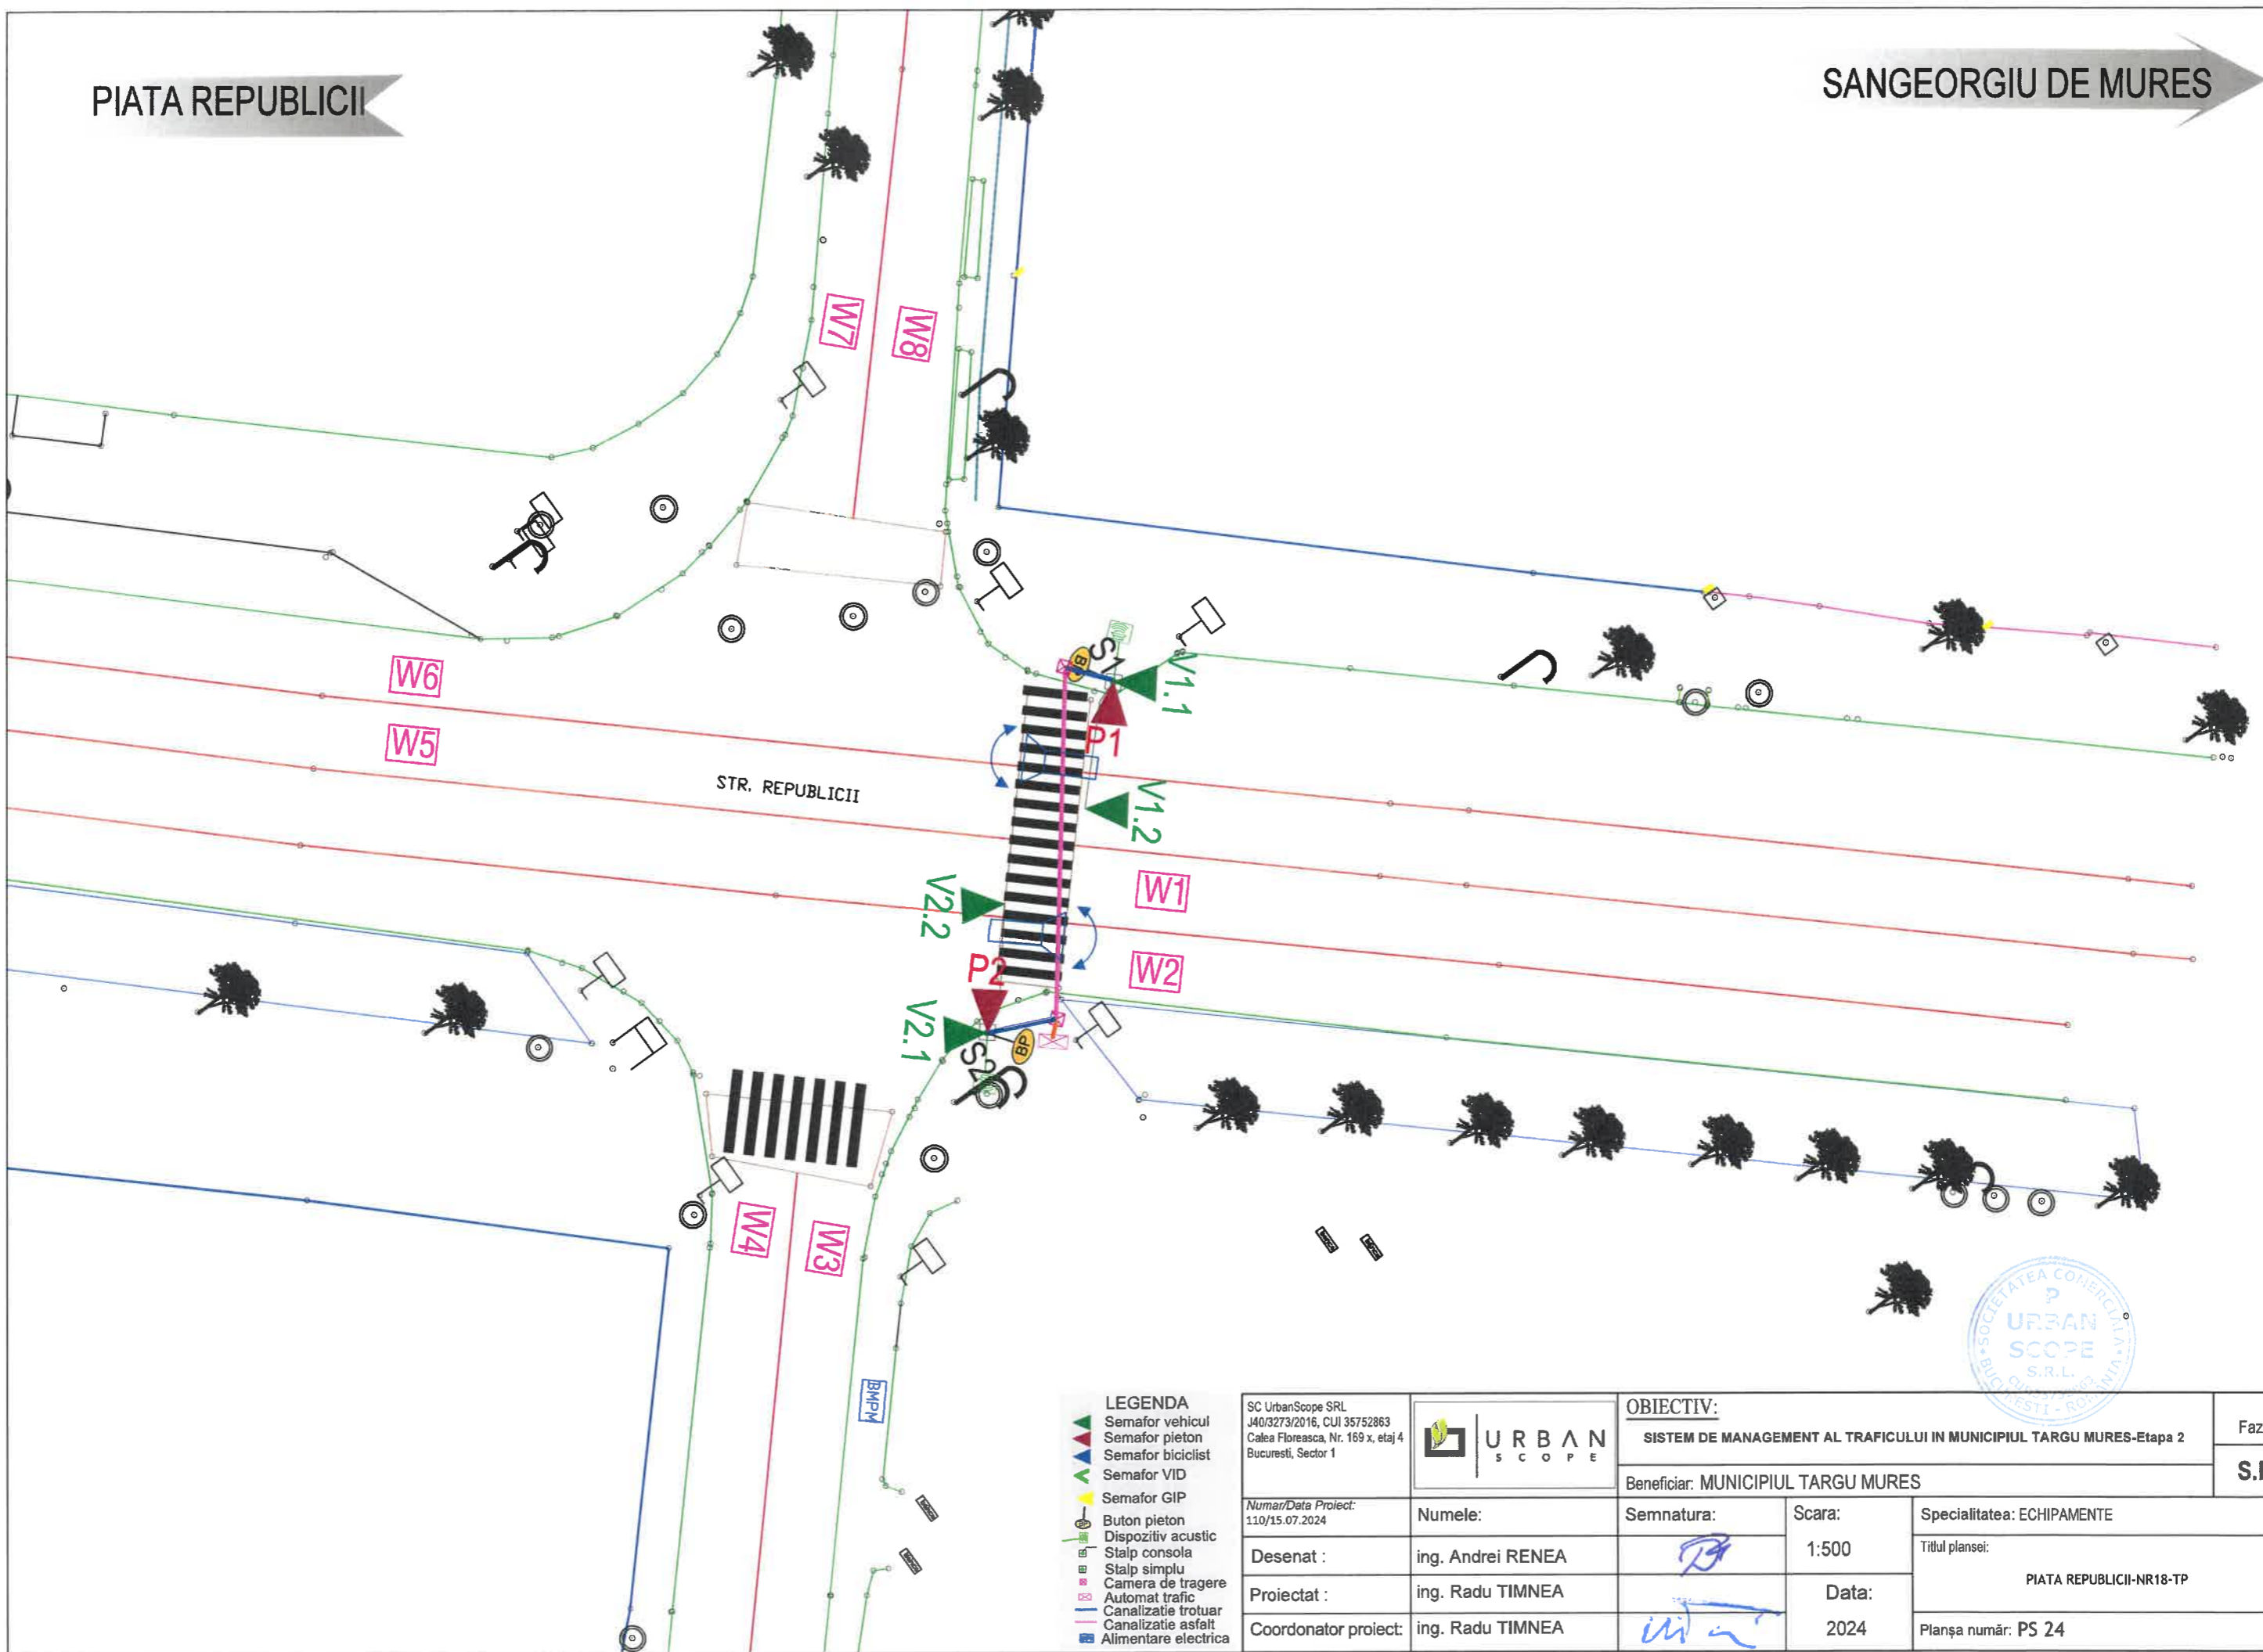 PIATA REPUBLICII
SANGEORGIU DE MURES
W7
W8
W6
W5
STR. REPUBLICII
S1
V1.1
P1
V1.2
W1
V2.2
W2
P2
V2.1
BP
S2
W4
W3
BMPM
LEGENDA
Semafor vehicul
Semafor pieton
Semafor biciclist
Semafor VID
Semafor GIP
Buton pieton
Dispozitiv acustic
Stalp consola
Stalp simplu
Camera de tragere
Automat trafic
Canalizatie trotuar
Canalizatie asfalt
Alimentare electrica
SC UrbanScope SRL
J40/3273/2016, CUI 35752863
Calea Floreasca, Nr. 169 x, etaj 4
Bucuresti, Sector 1
URBAN
SCOPE
OBIECTIV:
SISTEM DE MANAGEMENT AL TRAFICULUI IN MUNICIPIUL TARGU MURES-Etapa 2
Beneficiar: MUNICIPIUL TARGU MURES
Faz
S.
Numar/Data Proiect:
110/15.07.2024
Numele:
Semnatura:
Scara:
1:500
Specialitatea: ECHIPAMENTE
Desenat :
ing. Andrei RENEA
Titlul plansei:
PIATA REPUBLICII-NR18-TP
Proiectat :
ing. Radu TIMNEA
Data:
2024
Coordonator proiect:
ing. Radu TIMNEA
Planşa număr: PS 24
SOCIETATEA COMERCIALA
URBAN
SCOPE
S.R.L.
BUCURESTI - ROMANIA